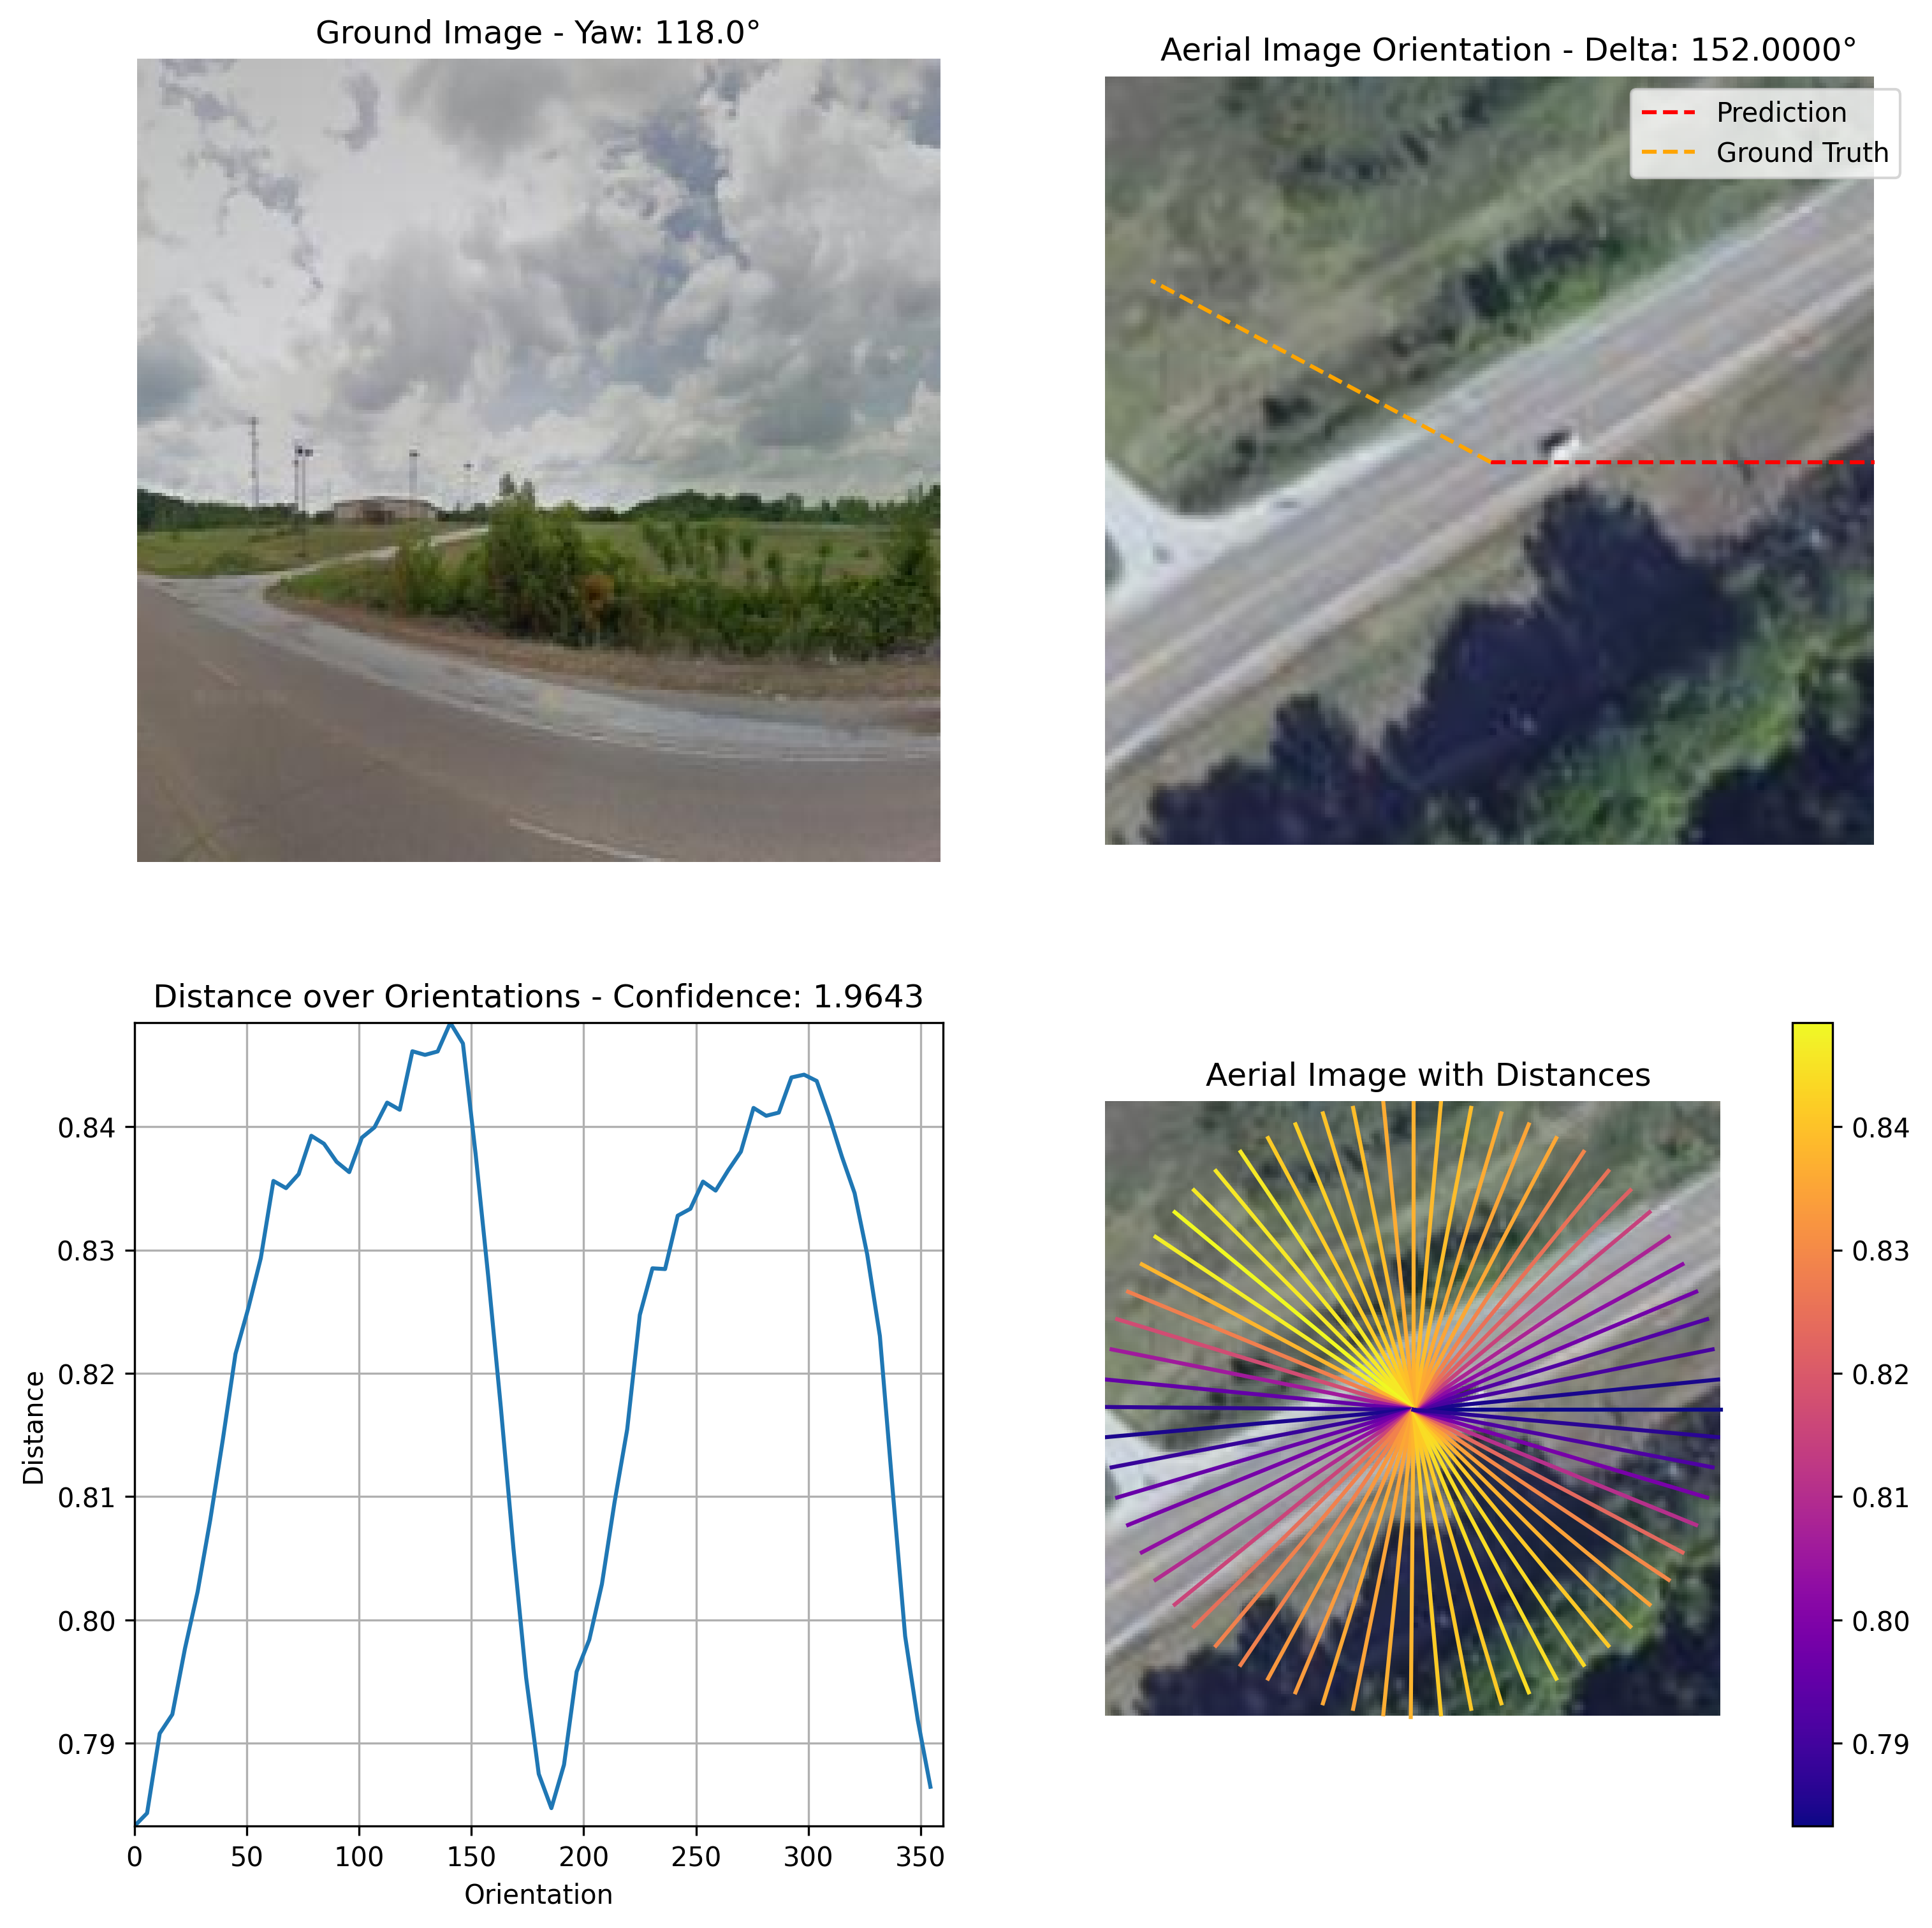 Ground Image - Yaw: 118.0°
Aerial Image Orientation - Delta: 152.0000°
Prediction
Ground Truth
Distance over Orientations - Confidence: 1.9643
Distance
0.84
0.83
0.82
0.81
0.80
0.79
0 50 100 150 200 250 300 350
Orientation
Aerial Image with Distances
0.84
0.83
0.82
0.81
0.80
0.79